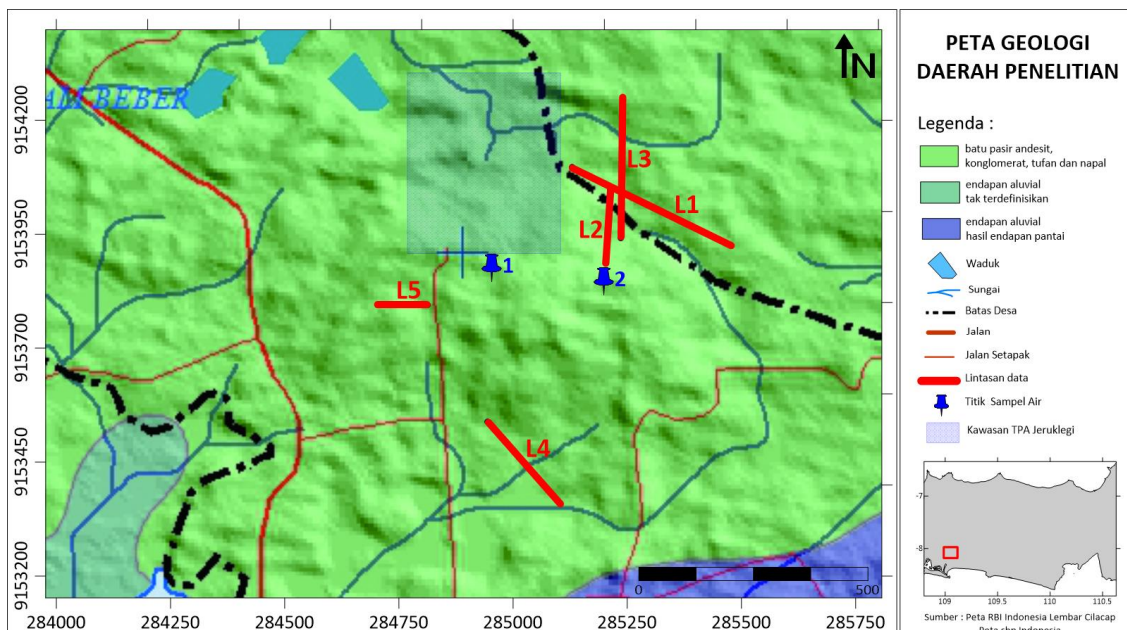 PETA GEOLOGI
DAERAH PENELITIAN
Legenda :
batu pasir andesit,
konglomerat, tufan dan napal
endapan aluvial
tak terdefinisikan
endapan aluvial
hasil endapan pantai
Waduk
Sungai
Batas Desa
Jalan
Jalan Setapak
Lintasan data
Titik Sampel Air
Kawasan TPA Jeruklegi
N
BEBER
L3
L1
L2
1
2
L5
L4
0
500
9154200
9153950
9153700
9153450
9153200
284000
284250
284500
284750
285000
285250
285500
285750
-7
-8
109
109.5
110
110.5
Sumber : Peta RBI Indonesia Lembar Cilacap